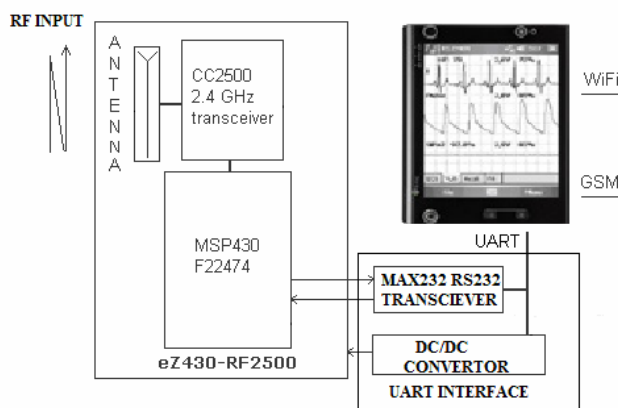 RF INPUT
ANTENNA
CC2500
2.4 GHz
transceiver
MSP430
F22474
eZ430-RF2500
WiFi
GSM
UART
MAX232 RS232
TRANSCIEVER
DC/DC
CONVERTOR
UART INTERFACE